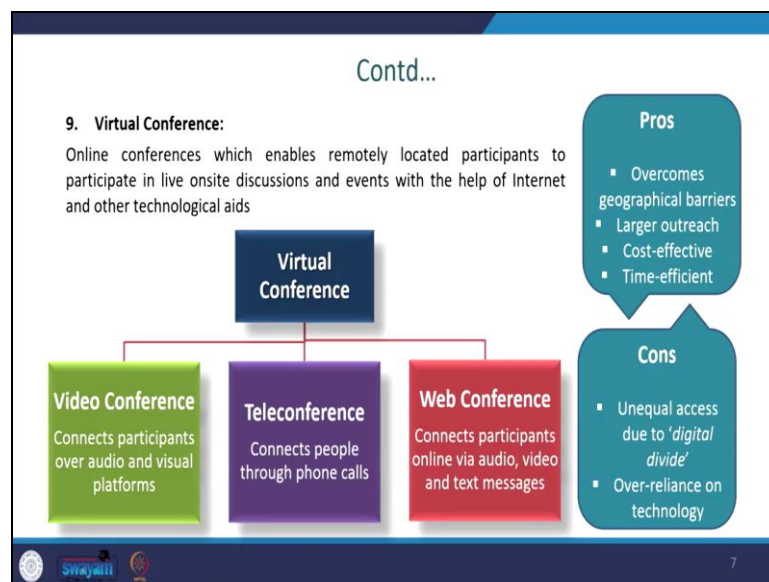 Contd...
9. Virtual Conference:
Online conferences which enables remotely located participants to
participate in live onsite discussions and events with the help of Internet
and other technological aids
Virtual
Conference
Video Conference
Connects participants
over audio and visual
platforms
Teleconference
Connects people
through phone calls
Web Conference
Connects participants
online via audio, video
and text messages
Pros
▪ Overcomes
geographical barriers
▪ Larger outreach
▪ Cost-effective
▪ Time-efficient
Cons
▪ Unequal access
due to ‘digital
divide’
▪ Over-reliance on
technology
swayam
7